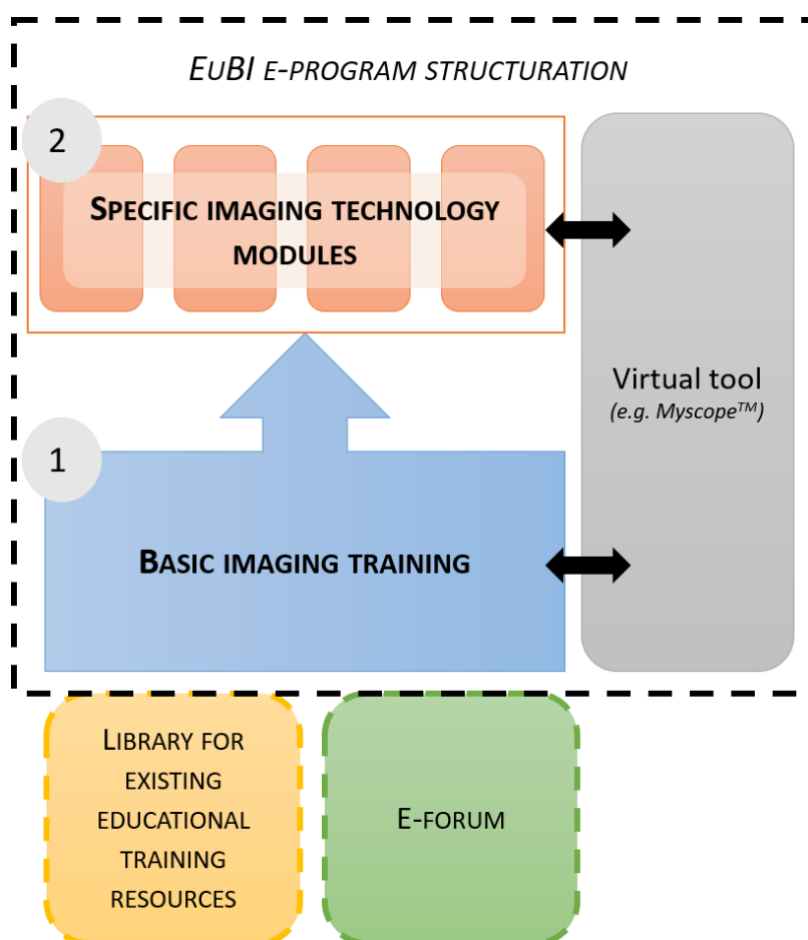 EuBI e-program structuration
2
Specific imaging technology
modules
Virtual tool
(e.g. Myscope™)
1
Basic imaging training
Library for
existing
educational
training
resources
E-forum